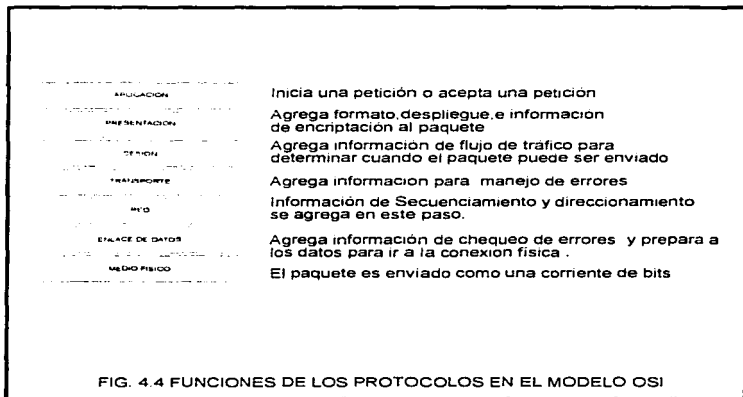 APLICACION
Inicia una petición o acepta una petición
PRESENTACION
Agrega formato,despliegue,e información
de encriptación al paquete
SESION
Agrega información de flujo de tráfico para
determinar cuando el paquete puede ser enviado
TRANSPORTE
Agrega informacion para manejo de errores
RED
Información de Secuenciamiento y direccionamiento
se agrega en este paso.
ENLACE DE DATOS
Agrega información de chequeo de errores y prepara a
los datos para ir a la conexion física .
MEDIO FISICO
El paquete es enviado como una corriente de bits
FIG. 4.4 FUNCIONES DE LOS PROTOCOLOS EN EL MODELO OSI